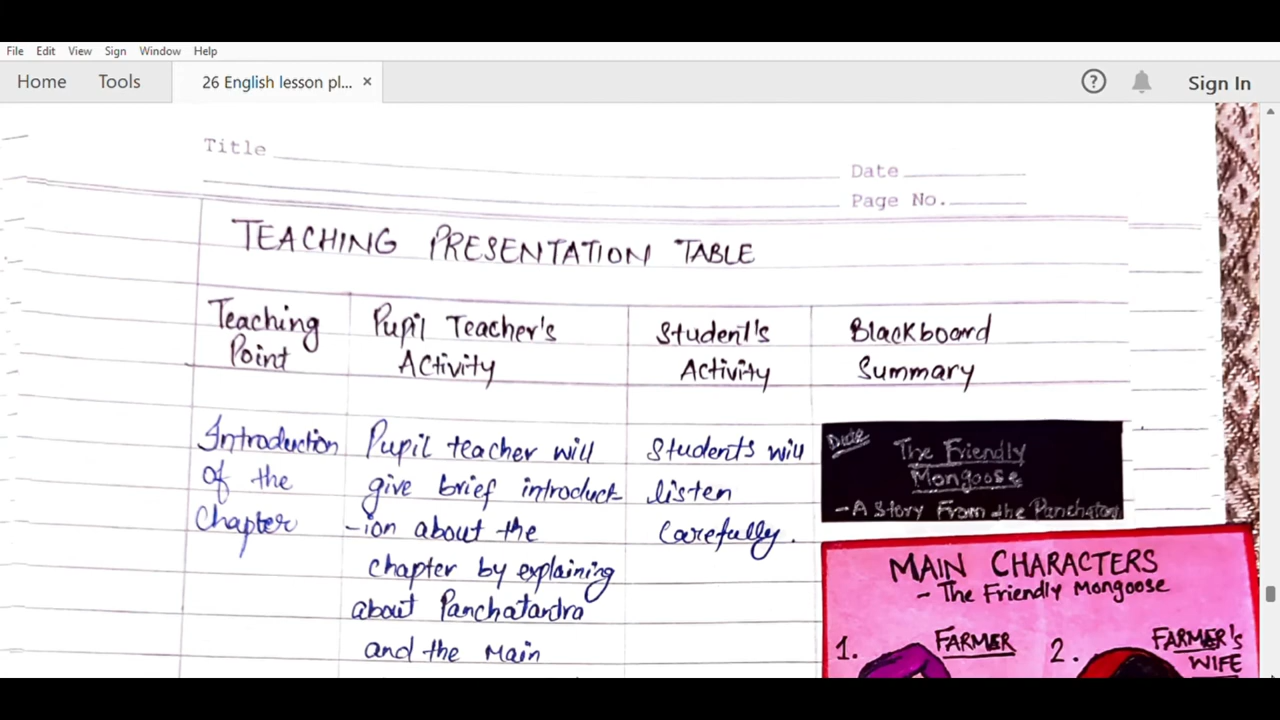 File Edit View Sign Window Help
Home Tools 26 English lesson pl... × Sign In
Title
Date
Page No.
TEACHING PRESENTATION TABLE
Teaching Point
Pupil Teacher's Activity
Student's Activity
Blackboard Summary
Introduction
of the
Chapter
Pupil teacher will
give brief introduct
-ion about the
chapter by explaining
about Panchatantra
and the Main
Students will
listen
carefully.
Date
The Friendly
Mongoose
- A Story From the Panchatan
MAIN CHARACTERS
- The Friendly Mongoose
1. FARMER
2. FARMER'S
WIFE